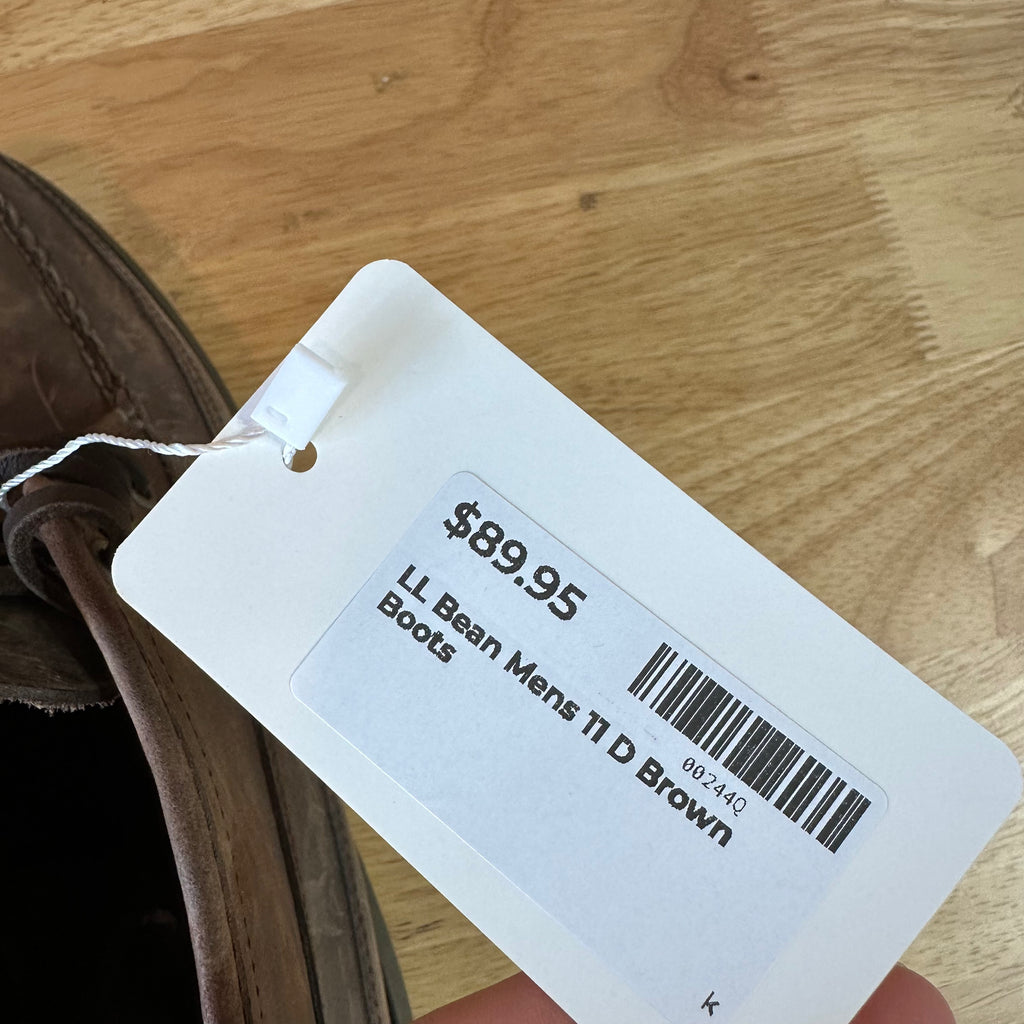 $89.95
LL Bean Mens 11 D Brown
Boots
00244Q
k